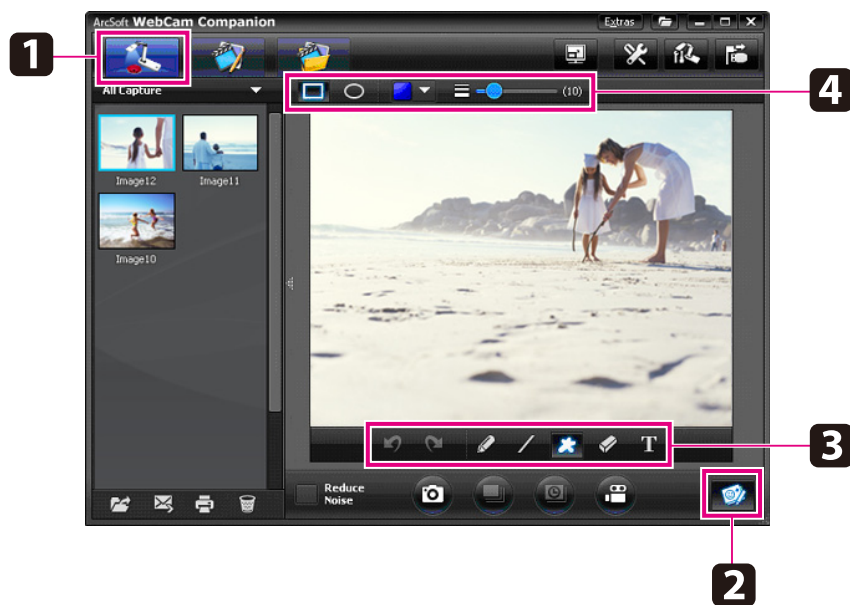 ArcSoft WebCam Companion
Extras
1
All Capture
(10)
4
Image12
Image11
Image10
T
3
Reduce
Noise
2